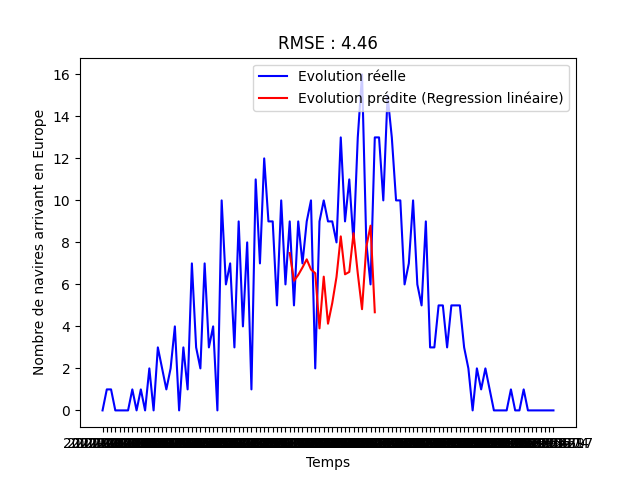 RMSE : 4.46
Evolution réelle
Evolution prédite (Regression linéaire)
Nombre de navires arrivant en Europe
16
14
12
10
8
6
4
2
0
Temps